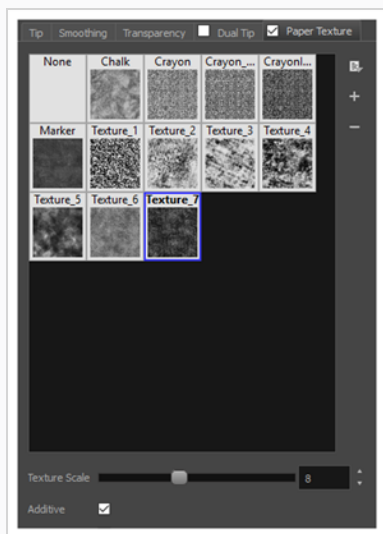 Tip Smoothing Transparency Dual Tip Paper Texture
None Chalk Crayon Crayon_... Crayonl...
Marker Texture_1 Texture_2 Texture_3 Texture_4
Texture_5 Texture_6 Texture_7
Texture Scale 8
Additive